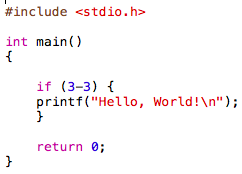 #include <stdio.h>
int main()
{
if (3-3) {
printf("Hello, World!\n");
}
return 0;
}